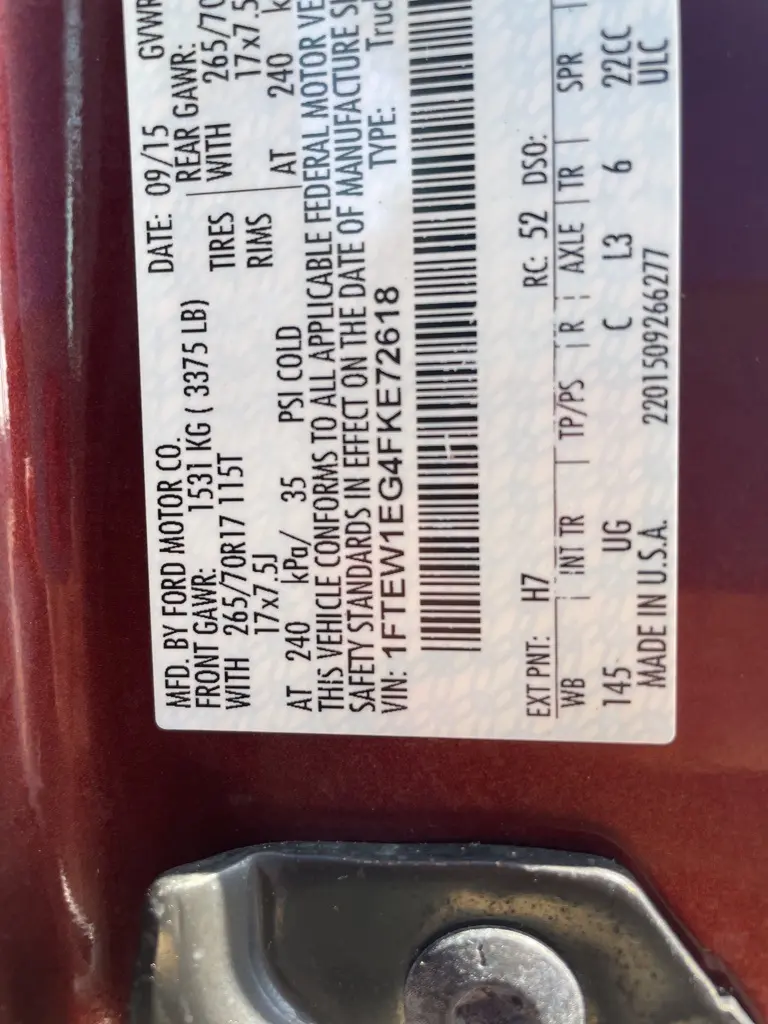 MFD. BY FORD MOTOR CO.
DATE: 09/15 GVWR
FRONT GAWR: 1531 KG ( 3375 LB)
REAR GAWR:
WITH 265/70R17 115T TIRES WITH 265/70
17x7.5J RIMS 17x7.5
AT 240 kPa/ 35 PSI COLD AT 240
THIS VEHICLE CONFORMS TO ALL APPLICABLE FEDERAL MOTOR
SAFETY STANDARDS IN EFFECT ON THE DATE OF MANUFACTURE
VIN: 1FTEW1EG4FKE72618 TYPE:
EXT PNT: H7 RC: 52 DSO:
WB INT TR TP/PS R AXLE TR SPR
145 UG C L3 6 22CC
MADE IN U.S.A. 2201509266277 ULC